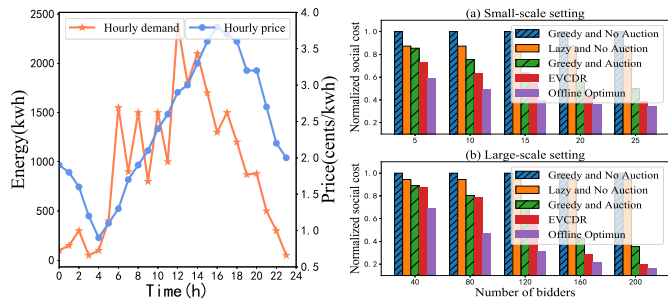 Hourly demand
Hourly price
Energy(kwh)
2500
2000
1500
1000
500
0
4.0
3.5
3.0
2.5
2.0
1.5
1.0
0.5
Price(cents/kwh)
0 2 4 6 8 10 12 14 16 18 20 22 24
Time(h)
(a) Small-scale setting
Normalized social cost
1.0
0.8
0.6
0.4
0.2
Greedy and No Auction
Lazy and No Auction
Greedy and Auction
EVCDR
Offline Optimun
5 10 15 20 25
(b) Large-scale setting
Normalized social cost
1.0
0.8
0.6
0.4
0.2
Greedy and No Auction
Lazy and No Auction
Greedy and Auction
EVCDR
Offline Optimun
40 80 120 160 200
Number of bidders